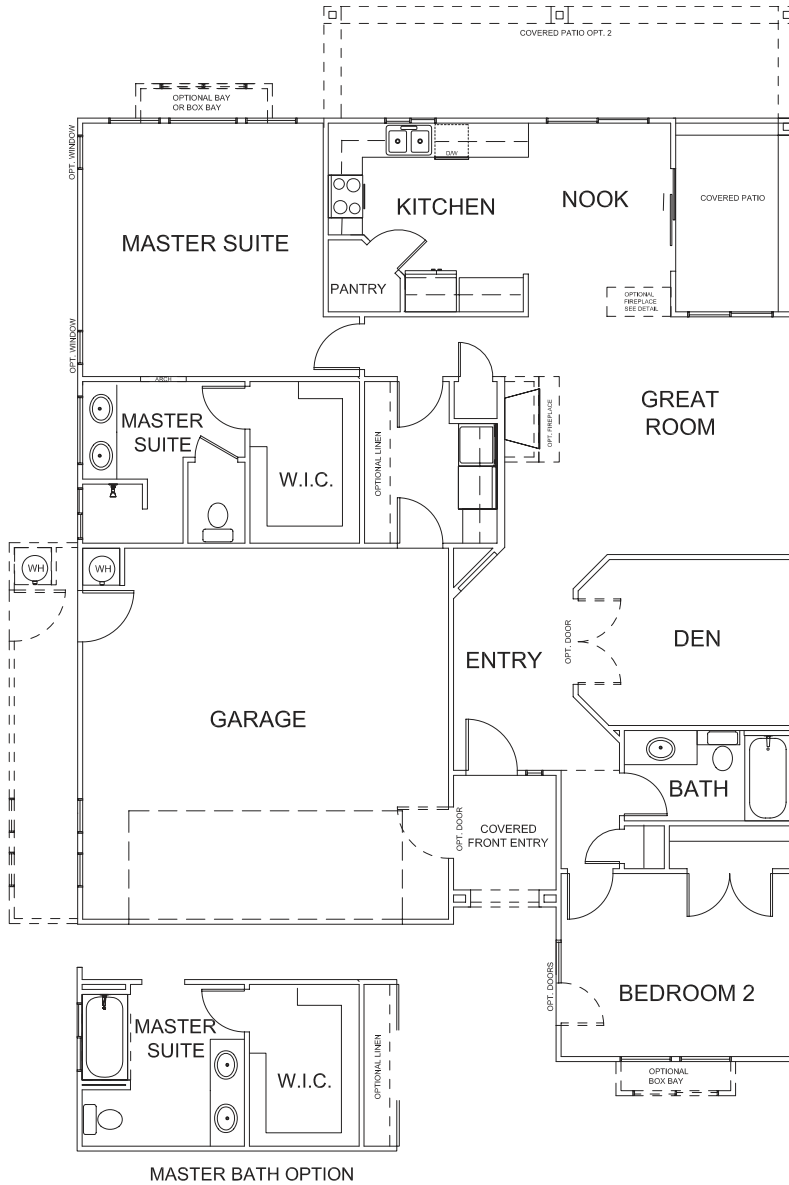 COVERED PATIO OPT. 2
OPTIONAL BAY
OR BOX BAY
OPT. WINDOW
D/W
KITCHEN
NOOK
COVERED PATIO
MASTER SUITE
PANTRY
OPTIONAL
FIREPLACE
SEE DETAIL
OPT. WINDOW
ARCH
MASTER
SUITE
W.I.C.
OPTIONAL LINEN
OPT. FIREPLACE
GREAT
ROOM
WH
WH
ENTRY
OPT. DOOR
DEN
GARAGE
BATH
OPT. DOOR
COVERED
FRONT ENTRY
OPT. DOORS
BEDROOM 2
OPTIONAL
BOX BAY
MASTER
SUITE
W.I.C.
OPTIONAL LINEN
MASTER BATH OPTION